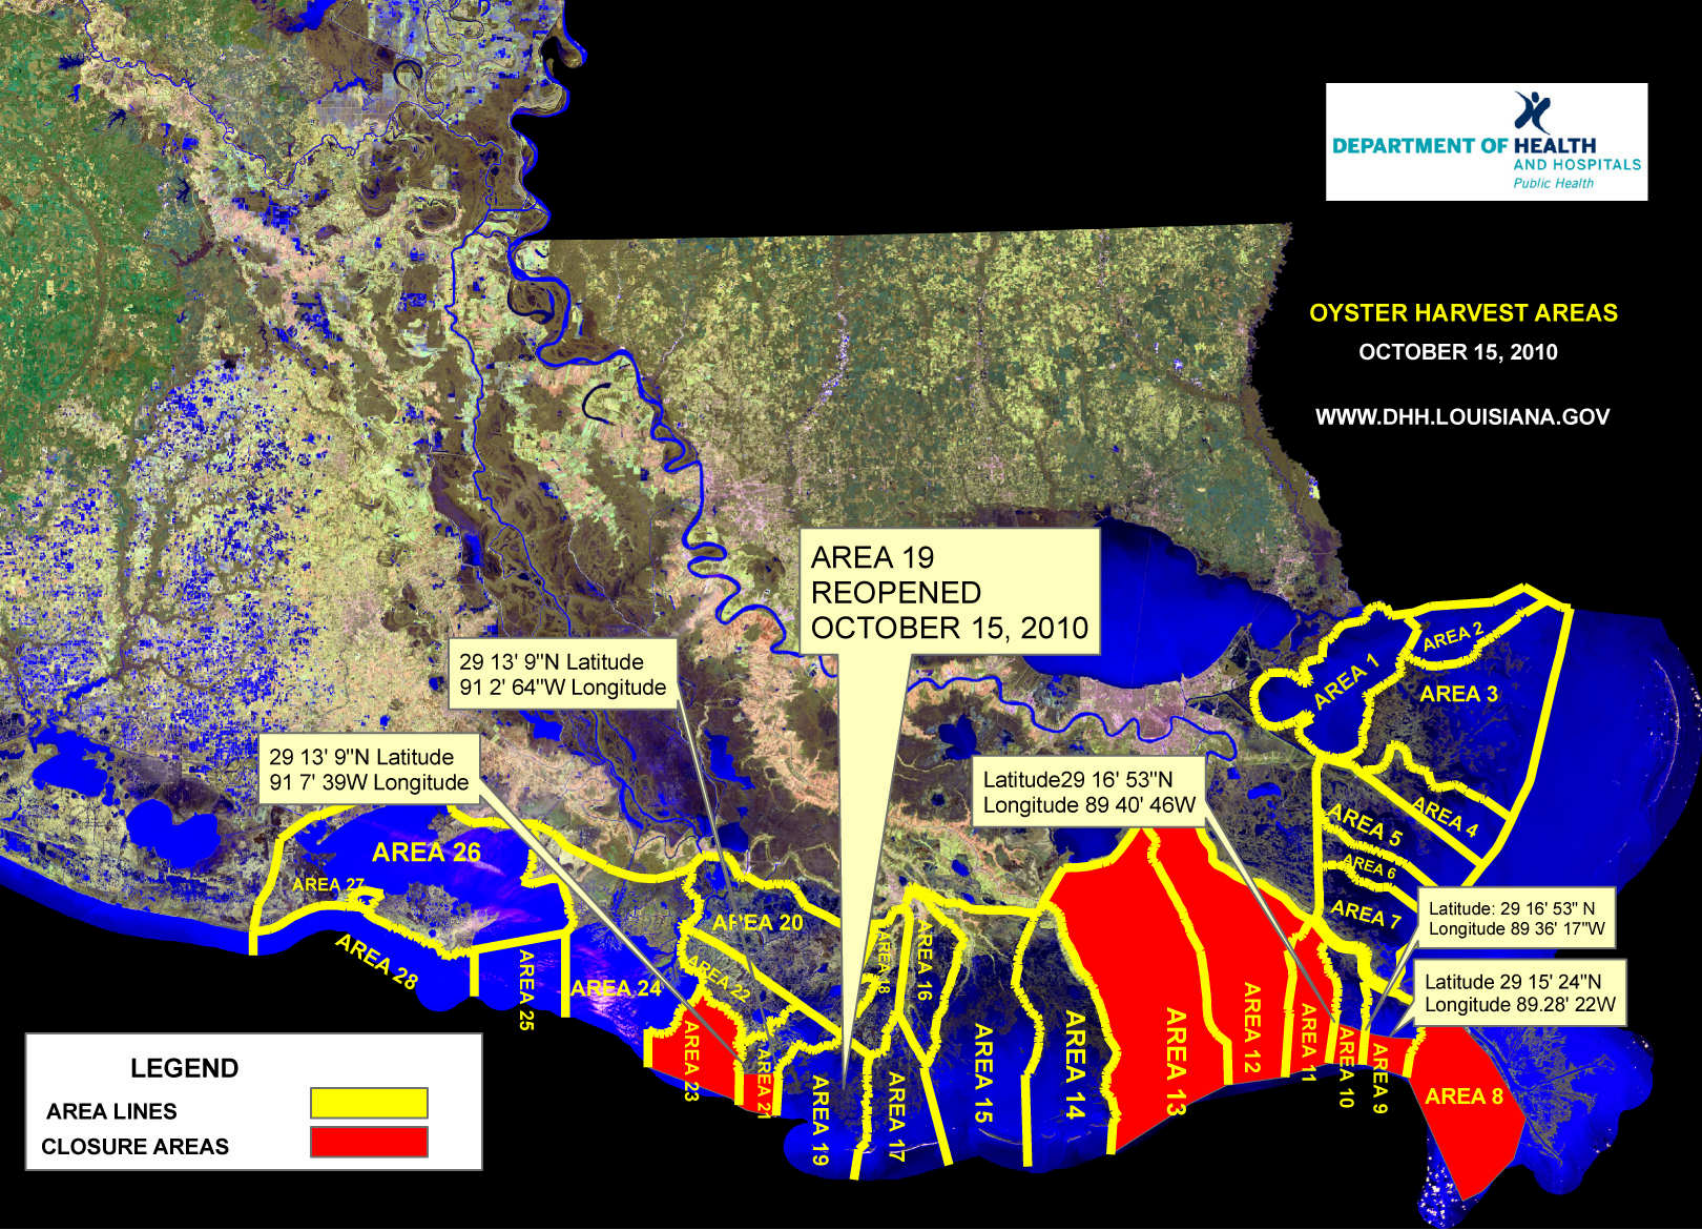 DEPARTMENT OF HEALTH
AND HOSPITALS
Public Health
OYSTER HARVEST AREAS
OCTOBER 15, 2010
WWW.DHH.LOUISIANA.GOV
AREA 19
REOPENED
OCTOBER 15, 2010
29 13' 9"N Latitude
91 2' 64"W Longitude
29 13' 9"N Latitude
91 7' 39W Longitude
Latitude29 16' 53"N
Longitude 89 40' 46W
Latitude: 29 16' 53" N
Longitude 89 36' 17"W
Latitude 29 15' 24"N
Longitude 89.28' 22W
AREA 1
AREA 2
AREA 3
AREA 4
AREA 5
AREA 6
AREA 7
AREA 8
AREA 9
AREA 10
AREA 11
AREA 12
AREA 13
AREA 14
AREA 15
AREA 16
AREA 17
AREA 18
AREA 19
AREA 20
AREA 21
AREA 22
AREA 23
AREA 24
AREA 25
AREA 26
AREA 27
AREA 28
LEGEND
AREA LINES
CLOSURE AREAS